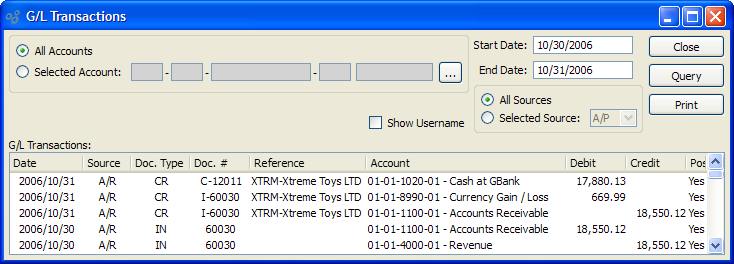 G/L Transactions
All Accounts
Selected Account: - - - ...
Start Date: 10/30/2006
End Date: 10/31/2006
Close
Query
Print
All Sources
Selected Source: A/P
Show Username
G/L Transactions:
Date Source Doc. Type Doc. # Reference Account Debit Credit Pos
2006/10/31 A/R CR C-12011 XTRM-Xtreme Toys LTD 01-01-1020-01 - Cash at GBank 17,880.13 Yes
2006/10/31 A/R CR I-60030 XTRM-Xtreme Toys LTD 01-01-8990-01 - Currency Gain / Loss 669.99 Yes
2006/10/31 A/R CR I-60030 XTRM-Xtreme Toys LTD 01-01-1100-01 - Accounts Receivable 18,550.12 Yes
2006/10/30 A/R IN 60030 01-01-1100-01 - Accounts Receivable 18,550.12 Yes
2006/10/30 A/R IN 60030 01-01-4000-01 - Revenue 18,550.12 Yes